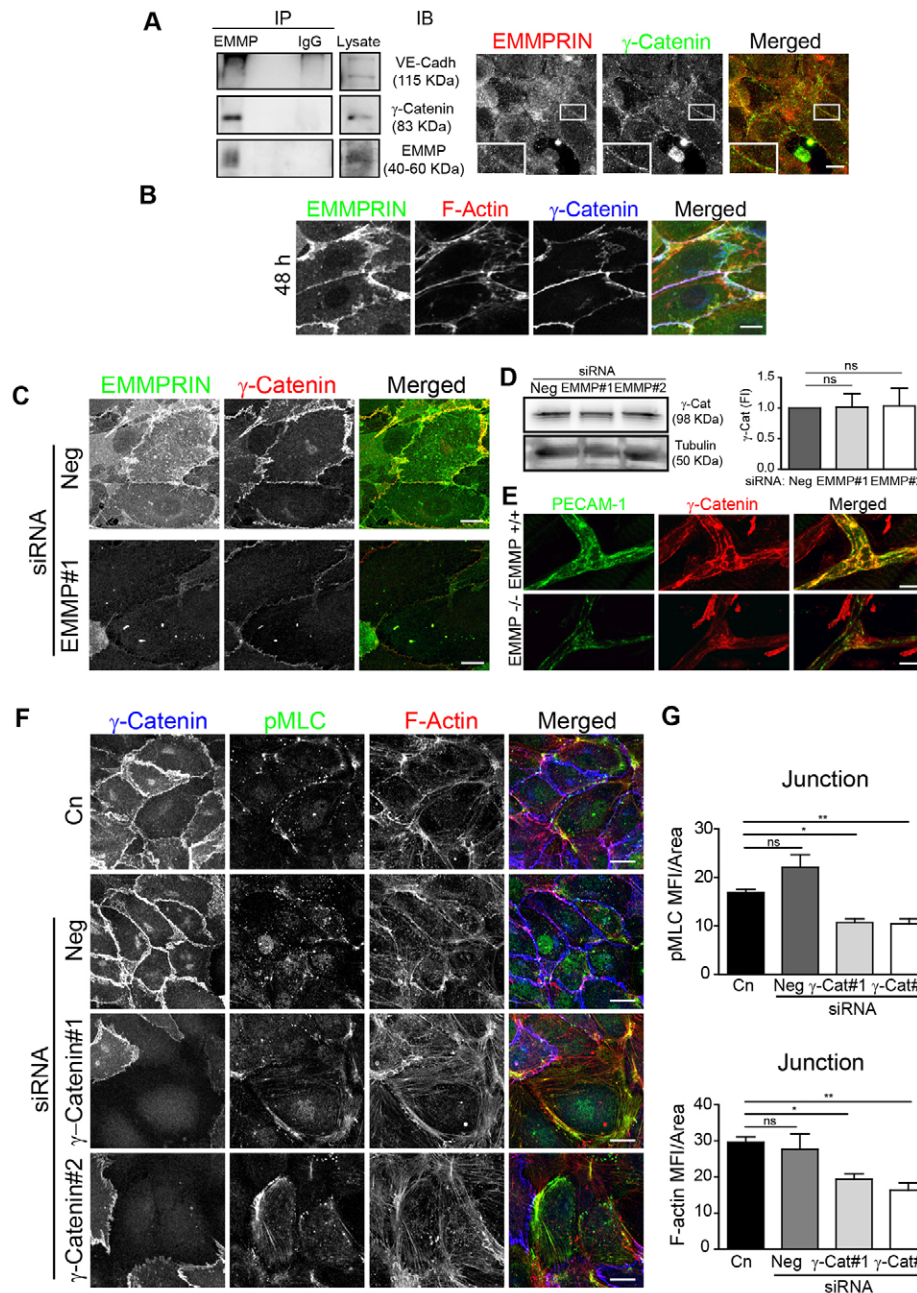 A
IP
IB
EMMP
IgG
Lysate
VE-Cadh
(115 KDa)
γ-Catenin
(83 KDa)
EMMP
(40-60 KDa)
EMMPRIN
γ-Catenin
Merged
B
EMMPRIN
F-Actin
γ-Catenin
Merged
48 h
C
EMMPRIN
γ-Catenin
Merged
siRNA
Neg
EMMP#1
D
siRNA
Neg EMMP#1 EMMP#2
γ-Cat
(98 KDa)
Tubulin
(50 KDa)
γ-Cat (FI)
1.5
1.0
0.5
0.0
ns
ns
siRNA: Neg EMMP#1 EMMP#2
E
PECAM-1
γ-Catenin
Merged
EMMP +/+
EMMP -/-
F
γ-Catenin
pMLC
F-Actin
Merged
Cn
siRNA
Neg
γ-Catenin#1
γ-Catenin#2
G
Junction
pMLC MFI/Area
30
20
10
0
**
*
ns
Cn
Neg γ-Cat#1 γ-Cat#
siRNA
Junction
F-actin MFI/Area
40
30
20
10
0
**
*
ns
Cn
Neg γ-Cat#1 γ-Cat#
siRNA